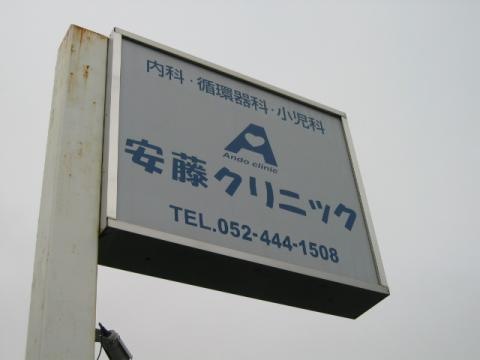 内科・循環器科・小児科
A
Ando clinic
安藤クリニック
TEL.052-444-1508